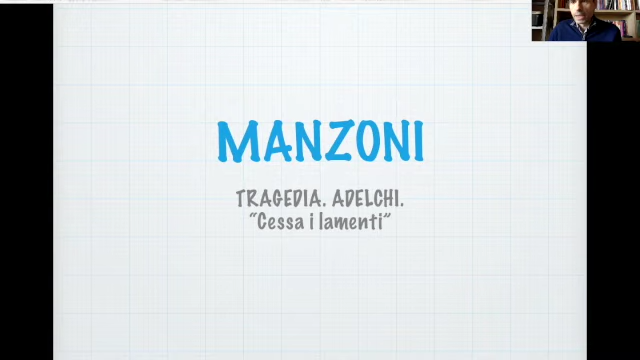 MANZONI
TRAGEDIA. ADELCHI.
“Cessa i lamenti“